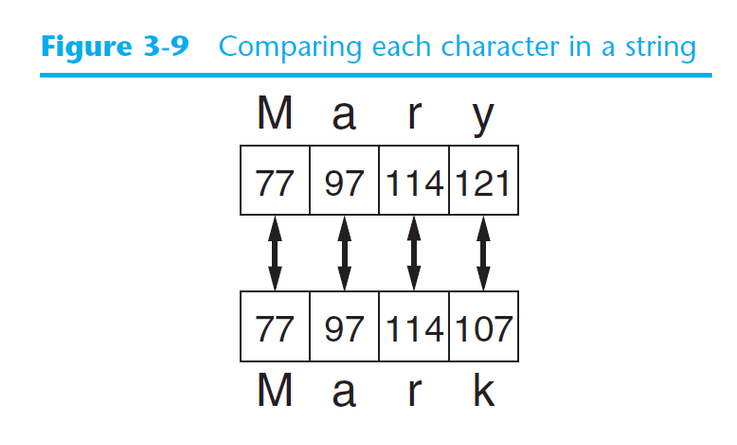 Figure 3-9 Comparing each character in a string
M a r y
77 97 114 121
77 97 114 107
M a r k